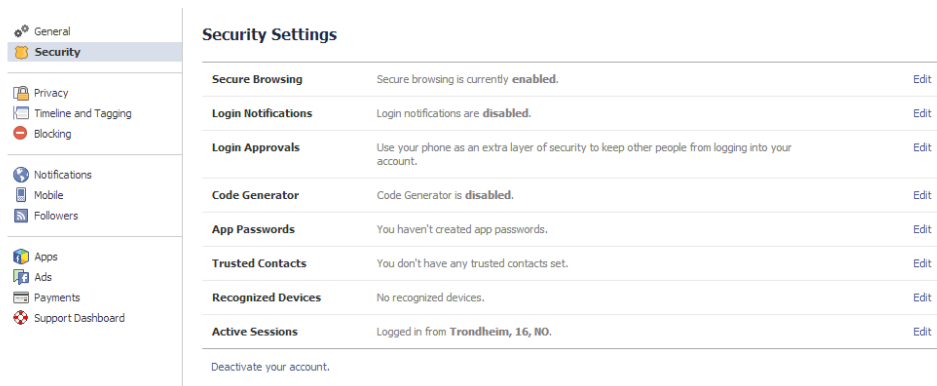 General
Security
Privacy
Timeline and Tagging
Blocking
Notifications
Mobile
Followers
Apps
Ads
Payments
Support Dashboard
Security Settings
Secure Browsing Secure browsing is currently enabled. Edit
Login Notifications Login notifications are disabled. Edit
Login Approvals Use your phone as an extra layer of security to keep other people from logging into your Edit
account.
Code Generator Code Generator is disabled. Edit
App Passwords You haven't created app passwords. Edit
Trusted Contacts You don't have any trusted contacts set. Edit
Recognized Devices No recognized devices. Edit
Active Sessions Logged in from Trondheim, 16, NO. Edit
Deactivate your account.